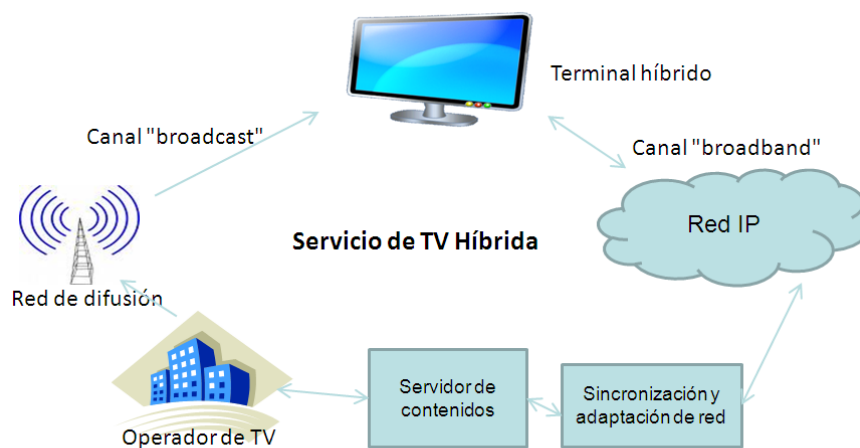 Terminal híbrido
Canal "broadcast"
Canal "broadband"
Red IP
Servicio de TV Híbrida
Red de difusión
Servidor de
contenidos
Sincronización y
adaptación de red
Operador de TV